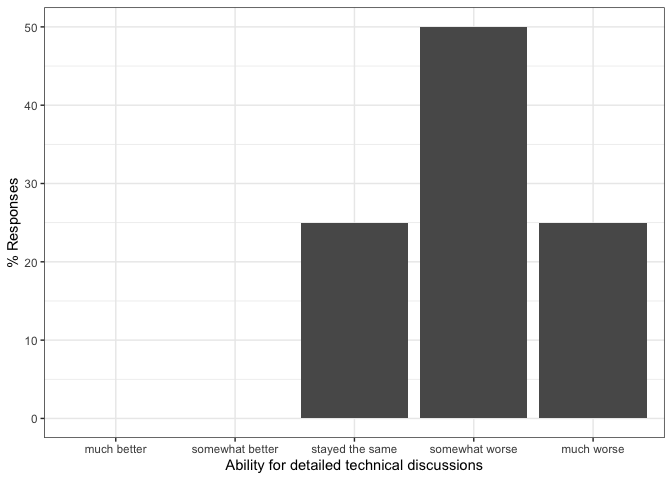 50
40
30
20
10
0
% Responses
much better
somewhat better
stayed the same
somewhat worse
much worse
Ability for detailed technical discussions